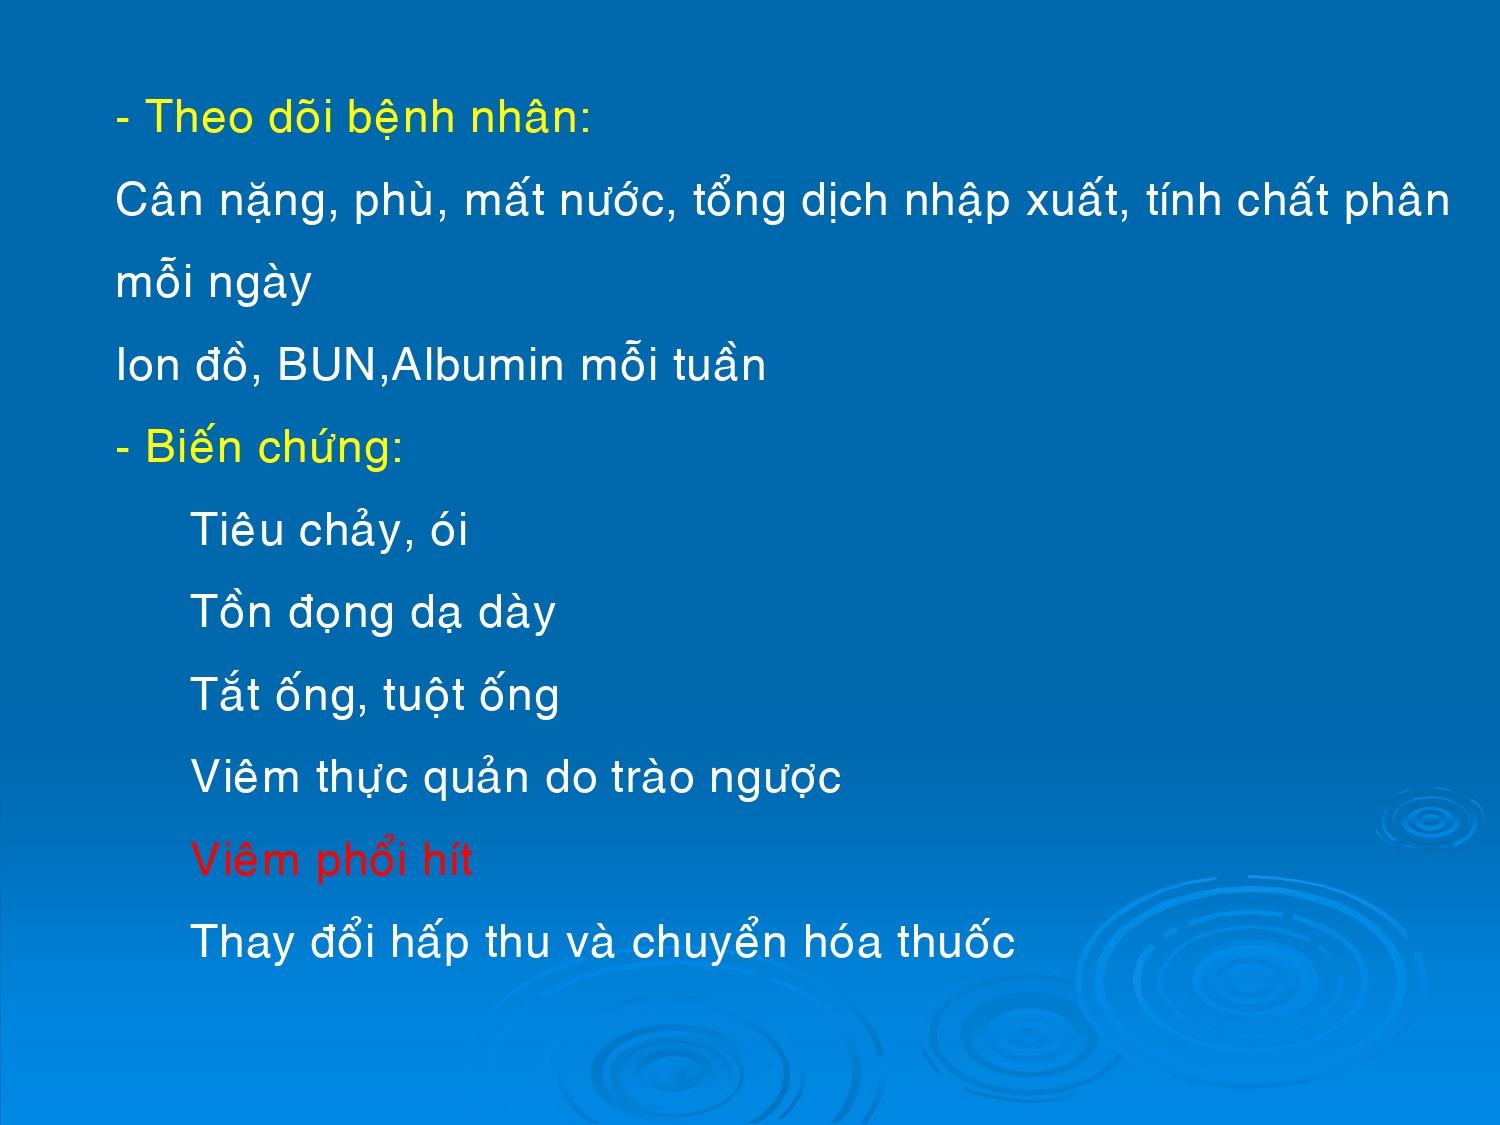 - Theo dõi bệnh nhân:
Cân nặng, phù, mất nước, tổng dịch nhập xuất, tính chất phân
mỗi ngày
Ion đồ, BUN,Albumin mỗi tuần
- Biến chứng:
Tiêu chảy, ói
Tồn đọng dạ dày
Tắt ống, tuột ống
Viêm thực quản do trào ngược
Viêm phổi hít
Thay đổi hấp thu và chuyển hóa thuốc